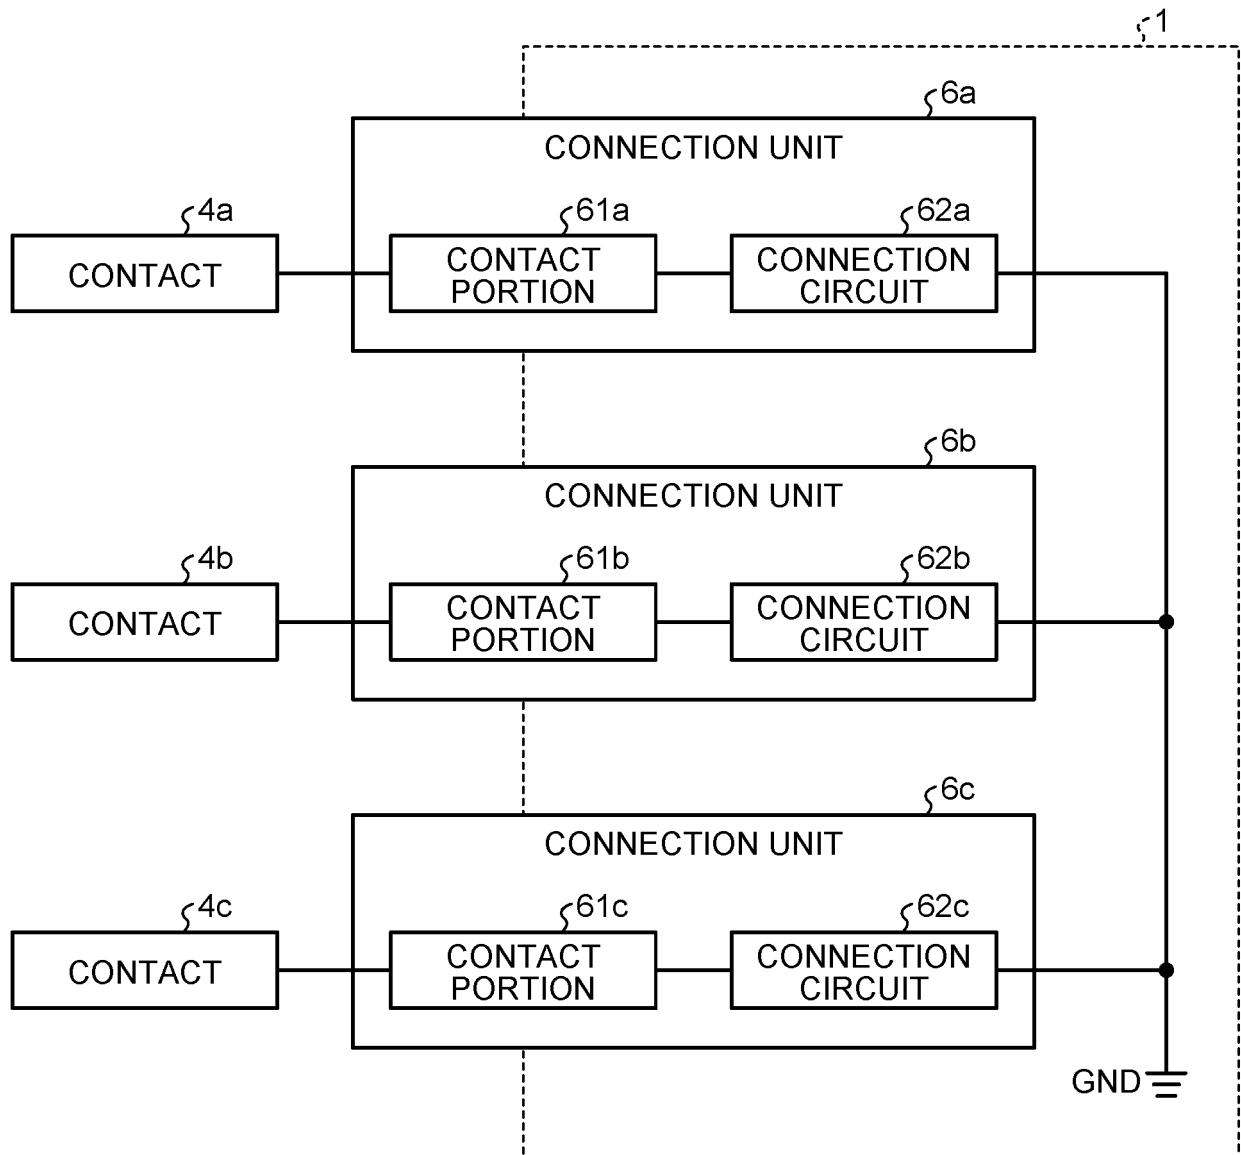 1
6a
CONNECTION UNIT
4a
61a
62a
CONTACT
CONTACT
PORTION
CONNECTION
CIRCUIT
6b
CONNECTION UNIT
4b
61b
62b
CONTACT
CONTACT
PORTION
CONNECTION
CIRCUIT
6c
CONNECTION UNIT
4c
61c
62c
CONTACT
CONTACT
PORTION
CONNECTION
CIRCUIT
GND